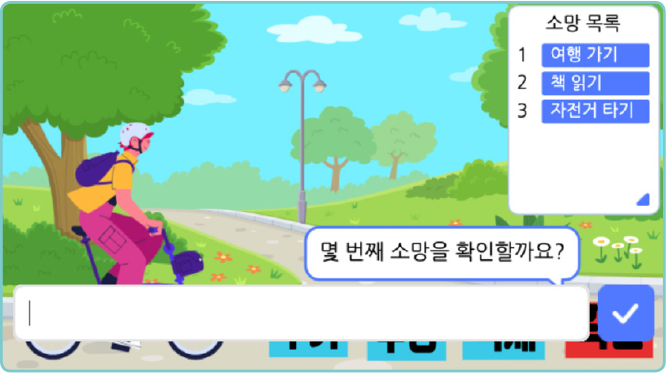 소망 목록
1 여행 가기
2 책 읽기
3 자전거 타기
몇 번째 소망을 확인할까요?